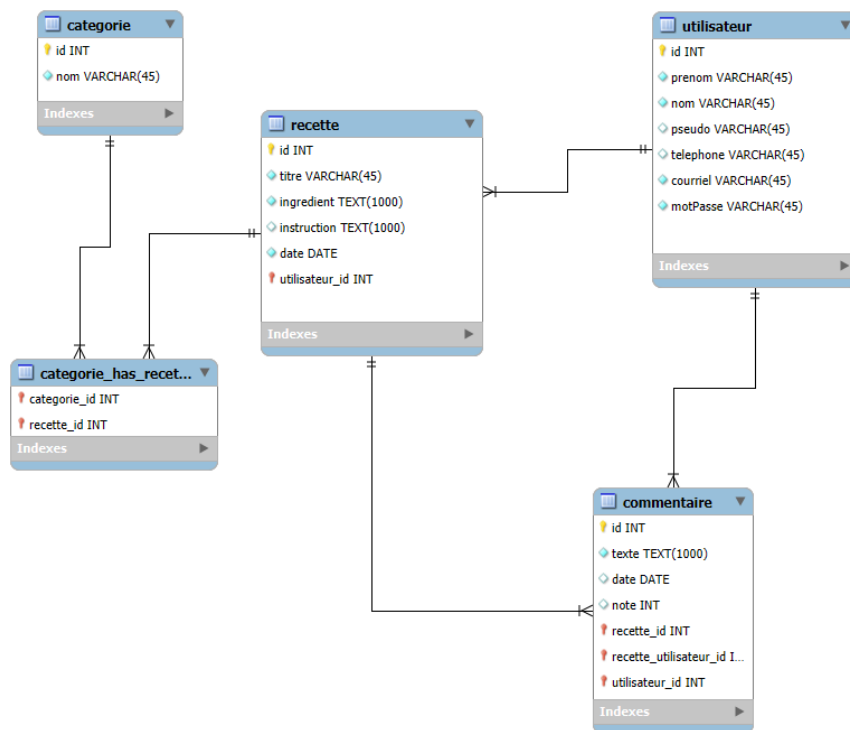 categorie
id INT
nom VARCHAR(45)
Indexes
recette
id INT
titre VARCHAR(45)
ingredient TEXT(1000)
instruction TEXT(1000)
date DATE
utilisateur_id INT
Indexes
utilisateur
id INT
prenom VARCHAR(45)
nom VARCHAR(45)
pseudo VARCHAR(45)
telephone VARCHAR(45)
courriel VARCHAR(45)
motPasse VARCHAR(45)
Indexes
categorie_has_recet...
categorie_id INT
recette_id INT
Indexes
commentaire
id INT
texte TEXT(1000)
date DATE
note INT
recette_id INT
recette_utilisateur_id I...
utilisateur_id INT
Indexes